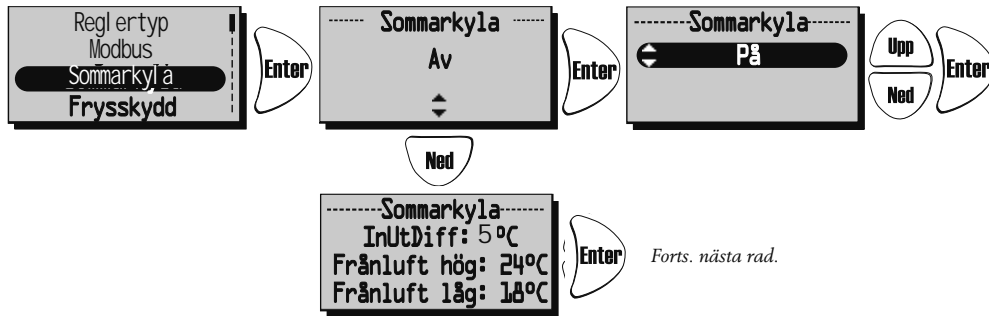 Reglertyp
Modbus
Sommarkyla
Frysskydd
Enter
Sommarkyla
Av
Enter
Sommarkyla
På
Upp
Ned
Enter
Ned
Sommarkyla
InUtDiff: 5°C
Frånluft hög: 24°C
Frånluft låg: 18°C
Enter
Forts. nästa rad.